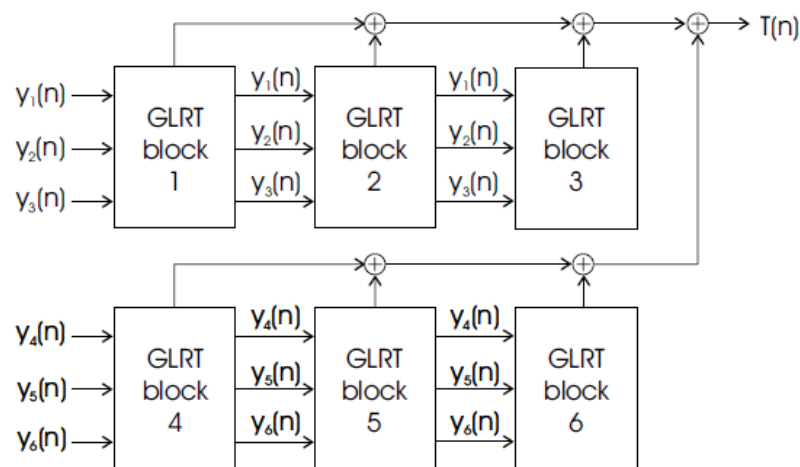 T(n)
y₁(n) y₁(n) y₁(n)
GLRT GLRT GLRT
y₂(n) block y₂(n) block y₂(n) block
y₃(n) 1 y₃(n) 2 y₃(n) 3
y₄(n) y₄(n) y₄(n)
GLRT GLRT GLRT
y₅(n) block y₅(n) block y₅(n) block
y₆(n) 4 y₆(n) 5 y₆(n) 6